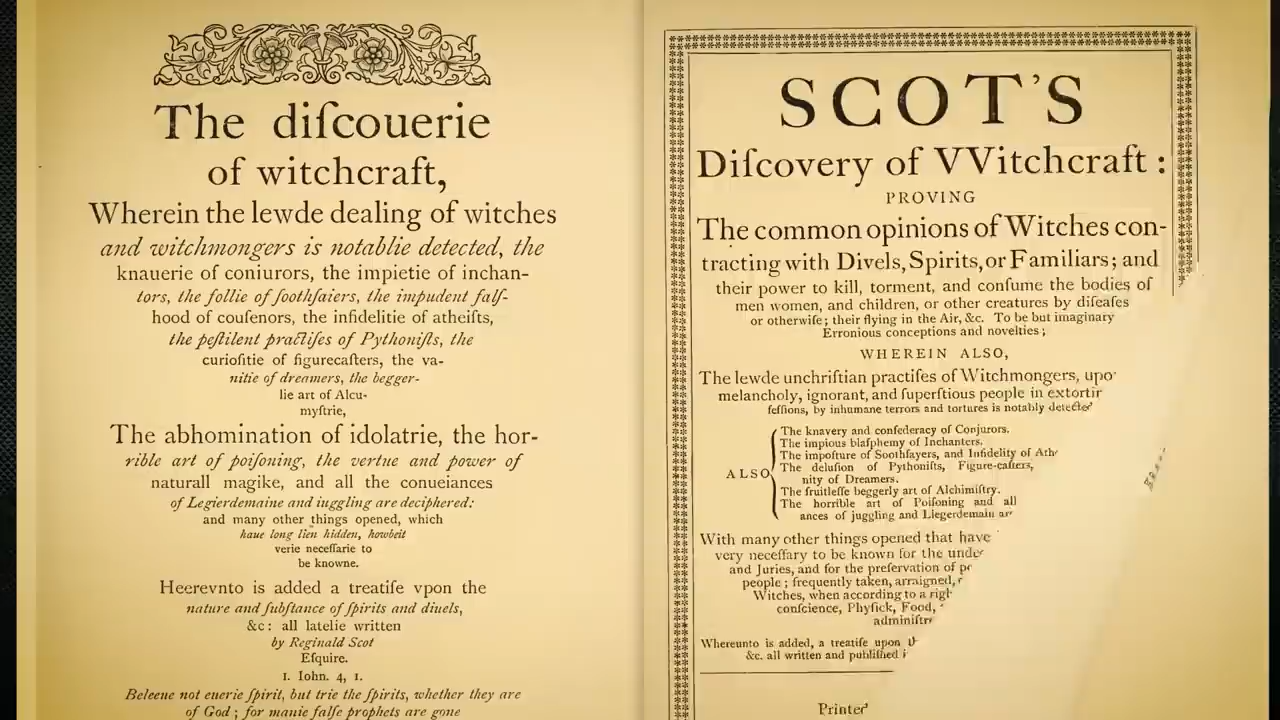 The diſcouerie
of witchcraft,
Wherein the lewde dealing of witches
and witchmongers is notablie detected, the
knauerie of coniurors, the impietie of inchan-
tors, the follie of ſoothſaiers, the impudent falſ-
hood of couſenors, the infidelitie of atheiſts,
the peſtilent practiſes of Pythoniſts, the
curioſitie of figurecaſters, the va-
nitie of dreamers, the begger-
lie art of Alcu-
myſtrie,
The abhomination of idolatrie, the hor-
rible art of poiſoning, the vertue and power of
naturall magike, and all the conueiances
of Legierdemaine and iuggling are deciphered:
and many other things opened, which
haue long lien hidden, howbeit
verie neceſſarie to
be knowne.
Heerevnto is added a treatiſe vpon the
nature and ſubſtance of ſpirits and diuels,
&c: all latelie written
by Reginald Scot
Eſquire.
1. Iohn. 4, 1.
Beleeue not euerie ſpirit, but trie the ſpirits, whether they are
of God; for manie falſe prophets are gone
SCOT'S
Diſcovery of VVitchcraft:
PROVING
The common opinions of Witches con-
tracting with Divels, Spirits, or Familiars; and
their power to kill, torment, and conſume the bodies of
men women, and children, or other creatures by diſeaſes
or otherwiſe; their flying in the Air, &c. To be but imaginary
Erronious conceptions and novelties;
WHEREIN ALSO,
The lewde unchriſtian practiſes of Witchmongers, upo
melancholy, ignorant, and ſuperſtious people in extortir
feſſions, by inhumane terrors and tortures is notably detected
ALSO
The knavery and confederacy of Conjurors.
The impious blaſphemy of Inchanters.
The impoſture of Soothſayers, and Infidelity of Ath
The deluſion of Pythoniſts, Figure-caſters,
nity of Dreamers.
The fruitleſſe beggerly art of Alchimiſtry.
The horrible art of Poiſoning and all
ances of juggling and Liegerdemain ar
With many other things opened that have
very neceſſary to be known for the unde
and Juries, and for the preſervation of p
people; frequently taken, arraigned,
Witches, when according to a righ
conſcience, Phyſick, Food,
adminiſtr
Whereunto is added, a treatiſe upon th
&c. all written and publiſhed i
Printed